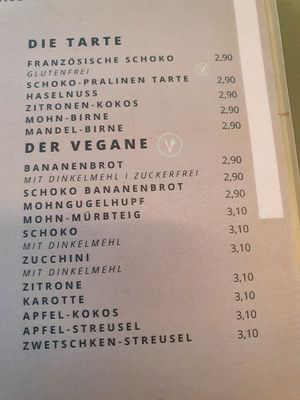 DIE TARTE
FRANZÖSISCHE SCHOKO 2,90
GLUTENFREI
SCHOKO-PRALINEN TARTE 2,90
HASELNUSS 2,90
ZITRONEN-KOKOS 2,90
MOHN-BIRNE 2,90
MANDEL-BIRNE 2,90
DER VEGANE
BANANENBROT 2,90
MIT DINKELMEHL I ZUCKERFREI
SCHOKO BANANENBROT 2,90
MOHNGUGELHUPF 2,90
MOHN-MÜRBTEIG 3,10
SCHOKO 3,10
MIT DINKELMEHL
ZUCCHINI 3,10
MIT DINKELMEHL
ZITRONE 3,10
KAROTTE 3,10
APFEL-KOKOS 3,10
APFEL-STREUSEL 3,10
ZWETSCHKEN-STREUSEL 3,10